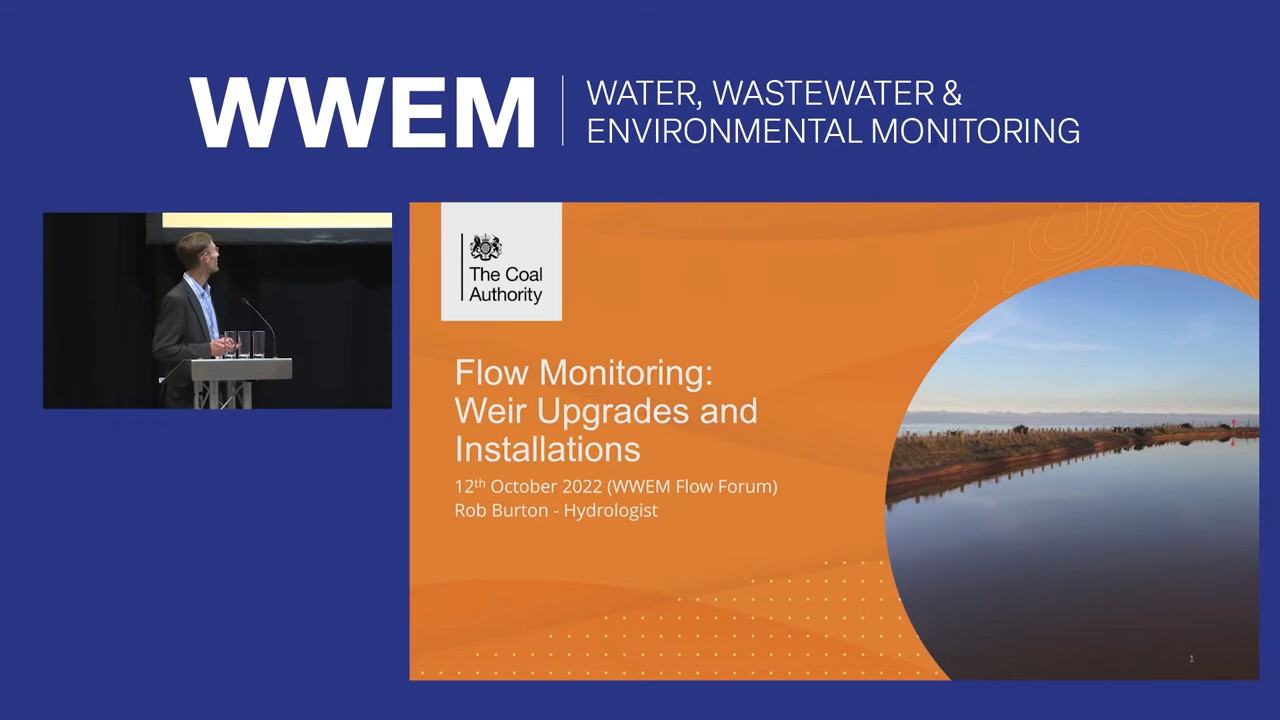 WWEM
WATER, WASTEWATER &
ENVIRONMENTAL MONITORING
The Coal
Authority
Flow Monitoring:
Weir Upgrades and
Installations
12th October 2022 (WWEM Flow Forum)
Rob Burton - Hydrologist
1